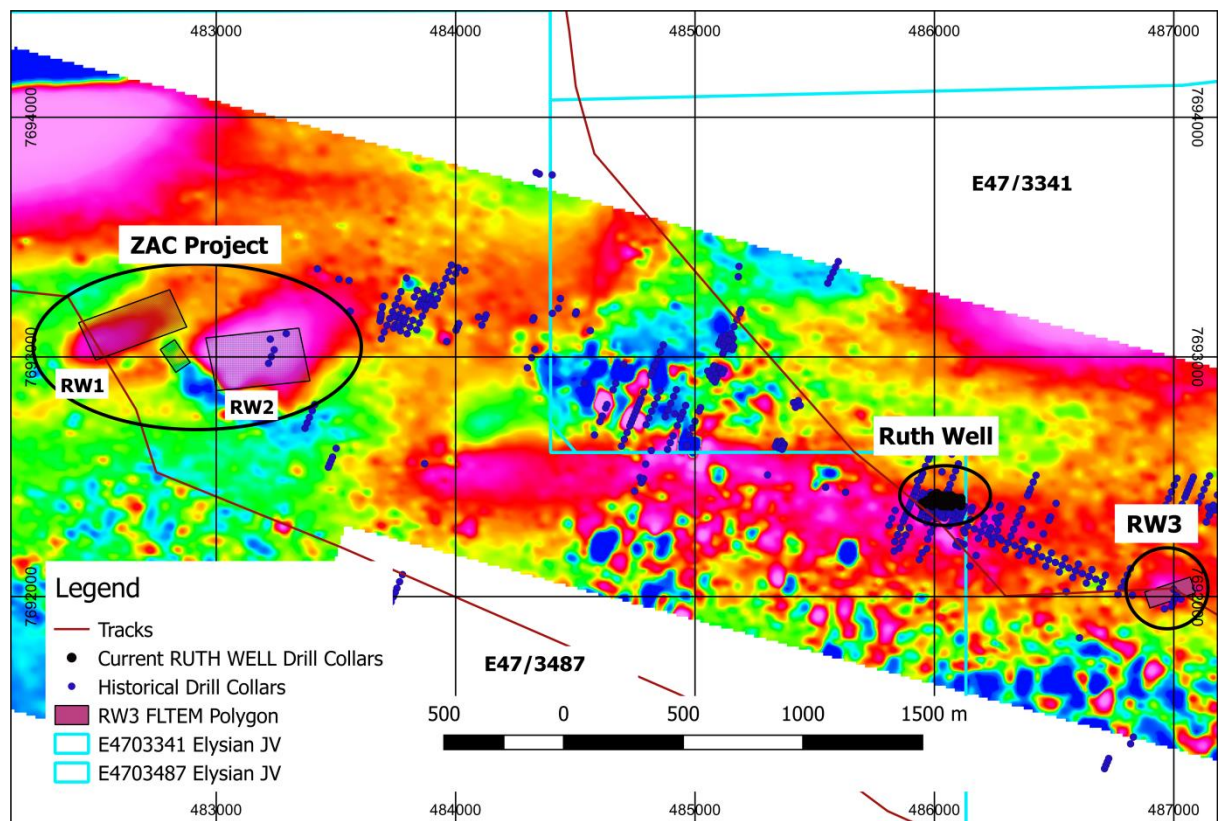 483000
484000
485000
486000
487000
7694000
7694000
E47/3341
ZAC Project
7693000
7693000
RW1
RW2
Ruth Well
RW3
7692000
7692000
Legend
Tracks
Current RUTH WELL Drill Collars
Historical Drill Collars
RW3 FLTEM Polygon
E4703341 Elysian JV
E4703487 Elysian JV
E47/3487
500 0 500 1000 1500 m
483000
484000
485000
486000
487000